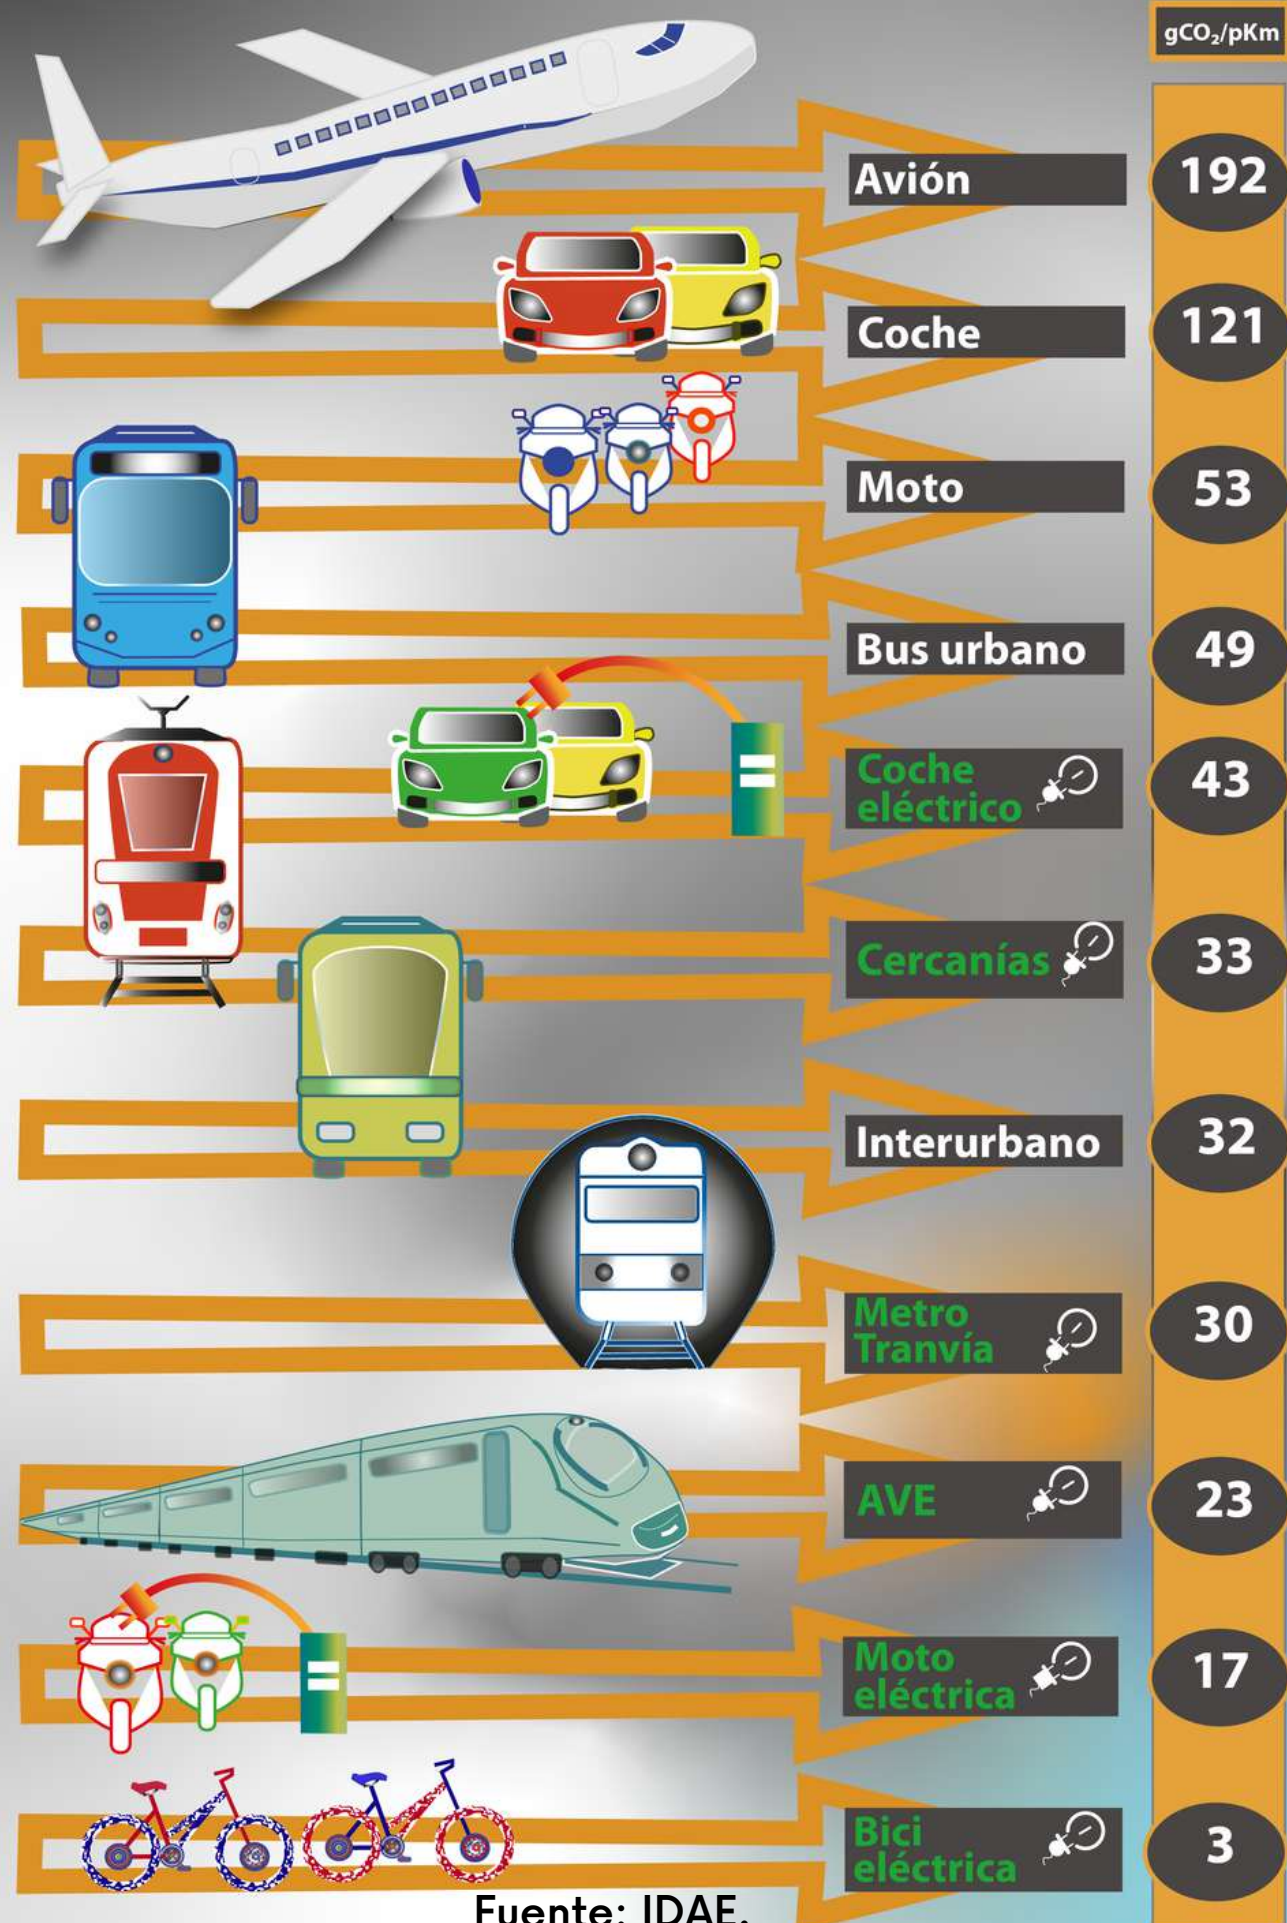 gCO₂/pKm
Avión 192
Coche 121
Moto 53
Bus urbano 49
Coche
eléctrico 43
Cercanías 33
Interurbano 32
Metro
Tranvía 30
AVE 23
Moto
eléctrica 17
Bici
eléctrica 3
Fuente: IDAE.